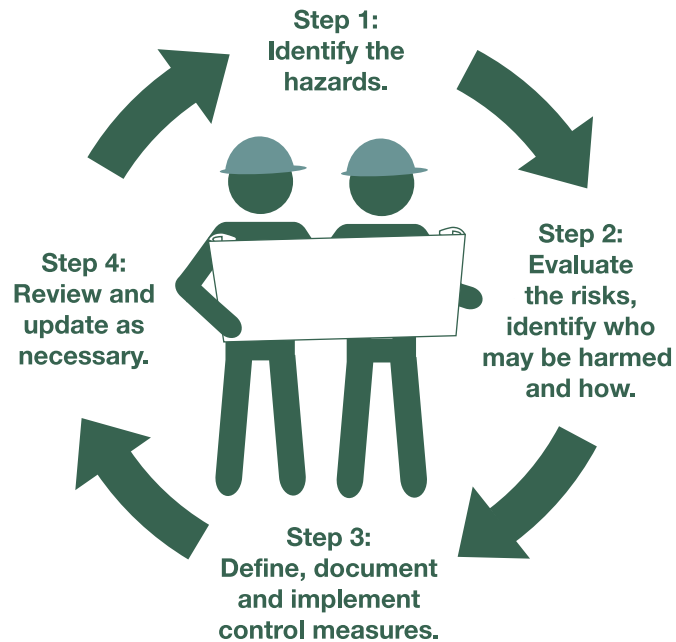 Step 1:
Identify the
hazards.
Step 2:
Evaluate
the risks,
identify who
may be harmed
and how.
Step 3:
Define, document
and implement
control measures.
Step 4:
Review and
update as
necessary.